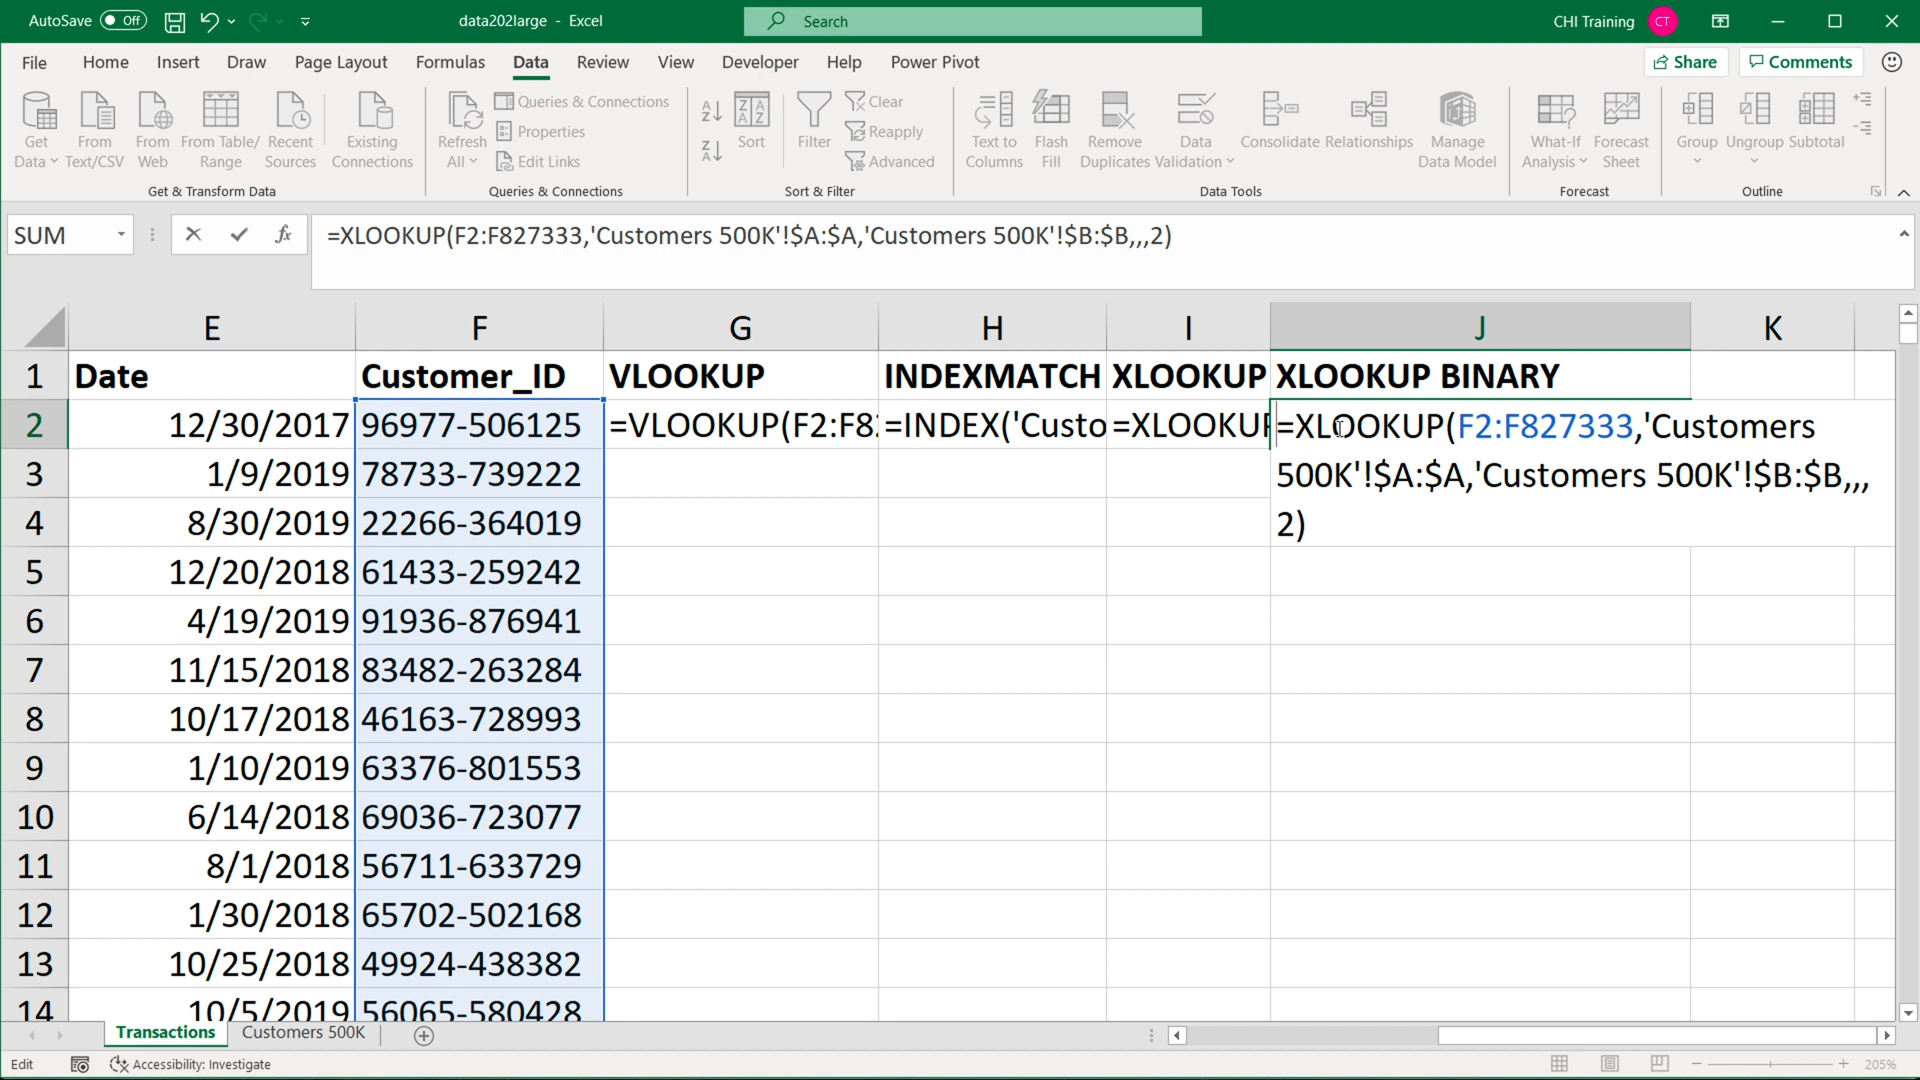 AutoSave Off data202large - Excel Search CHI Training CT
File Home Insert Draw Page Layout Formulas Data Review View Developer Help Power Pivot Share Comments
Get Data From Text/CSV From Web From Table/ Range Recent Sources Existing Connections
Get & Transform Data
Refresh All Queries & Connections
Properties
Edit Links
Queries & Connections
A Z Z A Sort Filter Clear
Reapply
Advanced
Sort & Filter
Text to Columns Flash Fill Remove Duplicates Data Validation Consolidate Relationships Manage Data Model
Data Tools
What-If Analysis Forecast Sheet
Forecast
Group Ungroup Subtotal
Outline
SUM fx =XLOOKUP(F2:F827333,'Customers 500K'!$A:$A,'Customers 500K'!$B:$B,,,2)
E F G H I J K
1 Date Customer_ID VLOOKUP INDEXMATCH XLOOKUP XLOOKUP BINARY
2 12/30/2017 96977-506125 =VLOOKUP(F2:F82 =INDEX('Custo =XLOOKUP =XLOOKUP(F2:F827333,'Customers
3 1/9/2019 78733-739222 500K'!$A:$A,'Customers 500K'!$B:$B,,,
4 8/30/2019 22266-364019 2)
5 12/20/2018 61433-259242
6 4/19/2019 91936-876941
7 11/15/2018 83482-263284
8 10/17/2018 46163-728993
9 1/10/2019 63376-801553
10 6/14/2018 69036-723077
11 8/1/2018 56711-633729
12 1/30/2018 65702-502168
13 10/25/2018 49924-438382
14 10/5/2019 56065-580428
Transactions Customers 500K
Edit Accessibility: Investigate 205%